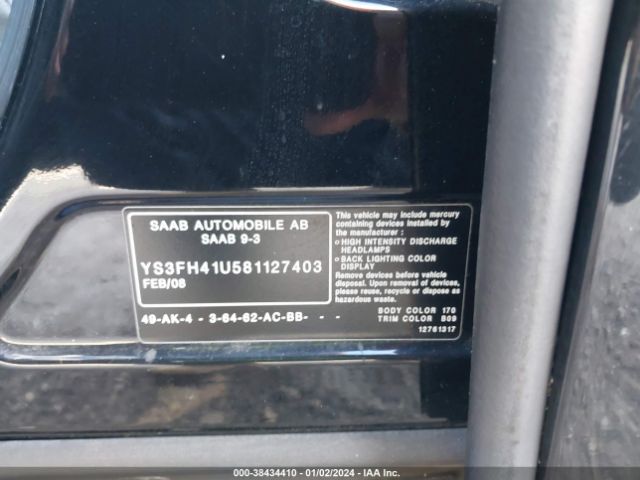 SAAB AUTOMOBILE AB
SAAB 9-3
YS3FH41U581127403
FEB/08
49-AK-4 - 3-64-62-AC-BB- - -
This vehicle may include mercury
containing devices installed by
the manufacturer :
o HIGH INTENSITY DISCHARGE
HEADLAMPS
o BACK LIGHTING COLOR
DISPLAY
Remove devices before vehicle
disposal. Upon removal of devices,
please reuse, recycle or dispose as
hazardous waste.
BODY COLOR 170
TRIM COLOR B09
12761317
000-38434410 - 01/02/2024 - IAA Inc.